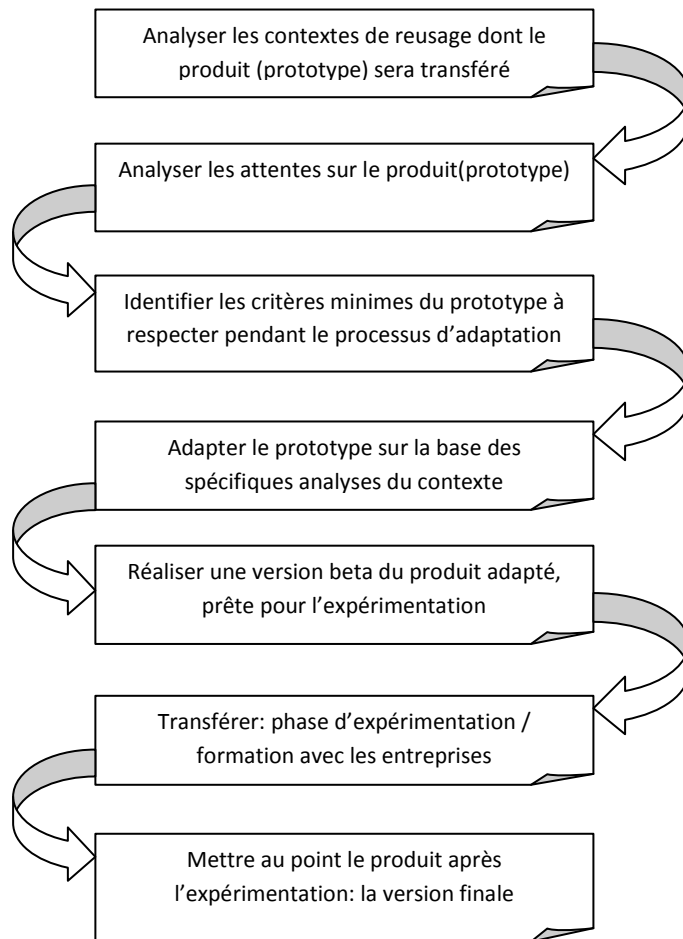 Analyser les contextes de reusage dont le
produit (prototype) sera transféré
Analyser les attentes sur le produit(prototype)
Identifier les critères minimes du prototype à
respecter pendant le processus d’adaptation
Adapter le prototype sur la base des
spécifiques analyses du contexte
Réaliser une version beta du produit adapté,
prête pour l’expérimentation
Transférer: phase d’expérimentation /
formation avec les entreprises
Mettre au point le produit après
l’expérimentation: la version finale